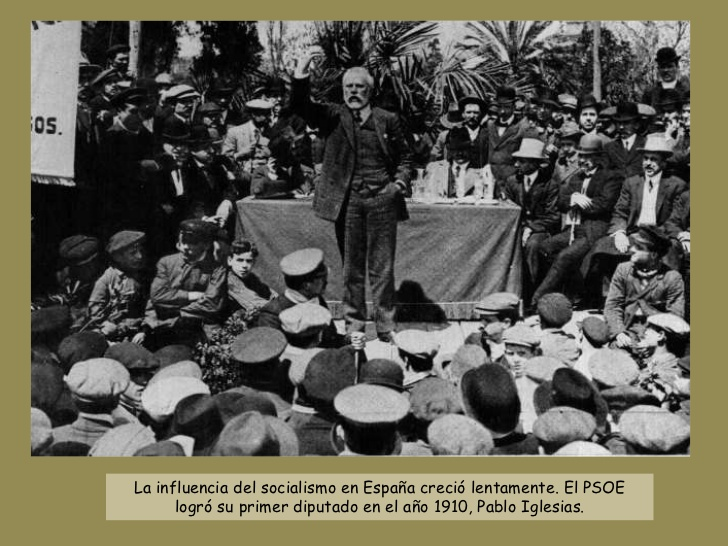 OS.
La influencia del socialismo en España creció lentamente. El PSOE
logró su primer diputado en el año 1910, Pablo Iglesias.